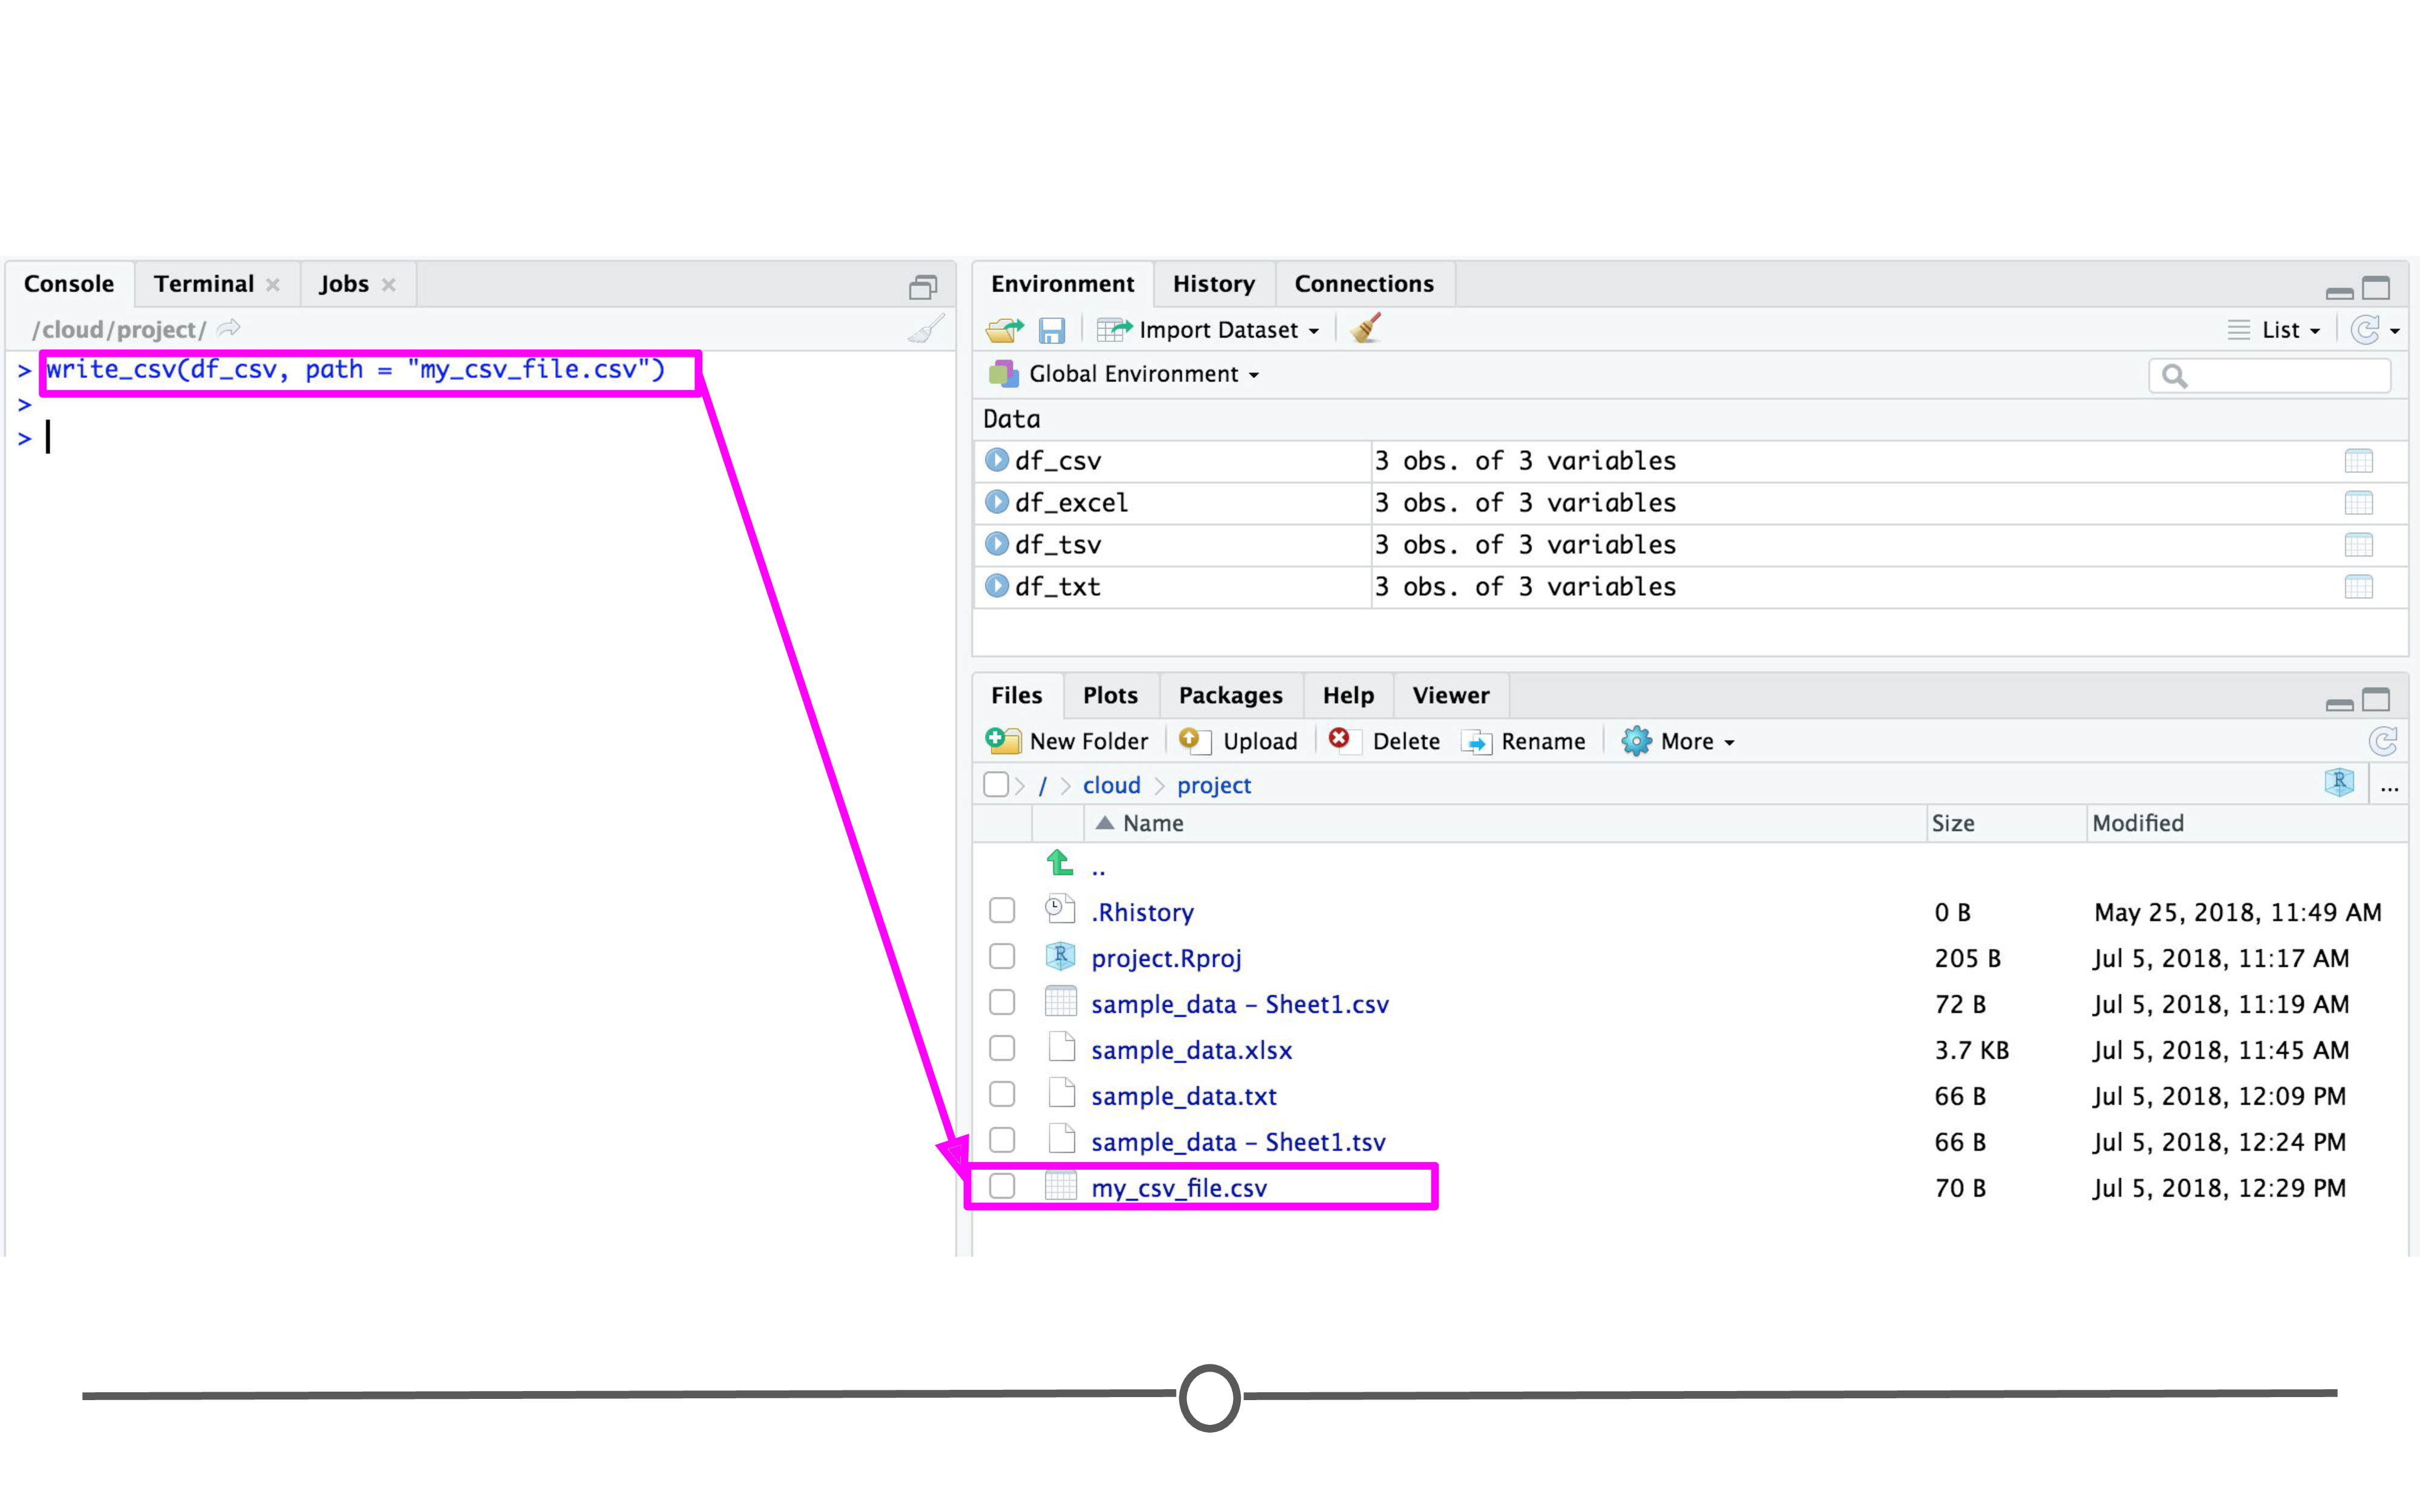 Console Terminal Jobs
/cloud/project/
> write_csv(df_csv, path = "my_csv_file.csv")
>
>
Environment History Connections
Import Dataset List
Global Environment
Data
df_csv 3 obs. of 3 variables
df_excel 3 obs. of 3 variables
df_tsv 3 obs. of 3 variables
df_txt 3 obs. of 3 variables
Files Plots Packages Help Viewer
New Folder Upload Delete Rename More
/ cloud project R ...
Name Size Modified
..
.Rhistory 0 B May 25, 2018, 11:49 AM
R project.Rproj 205 B Jul 5, 2018, 11:17 AM
sample_data – Sheet1.csv 72 B Jul 5, 2018, 11:19 AM
sample_data.xlsx 3.7 KB Jul 5, 2018, 11:45 AM
sample_data.txt 66 B Jul 5, 2018, 12:09 PM
sample_data – Sheet1.tsv 66 B Jul 5, 2018, 12:24 PM
my_csv_file.csv 70 B Jul 5, 2018, 12:29 PM